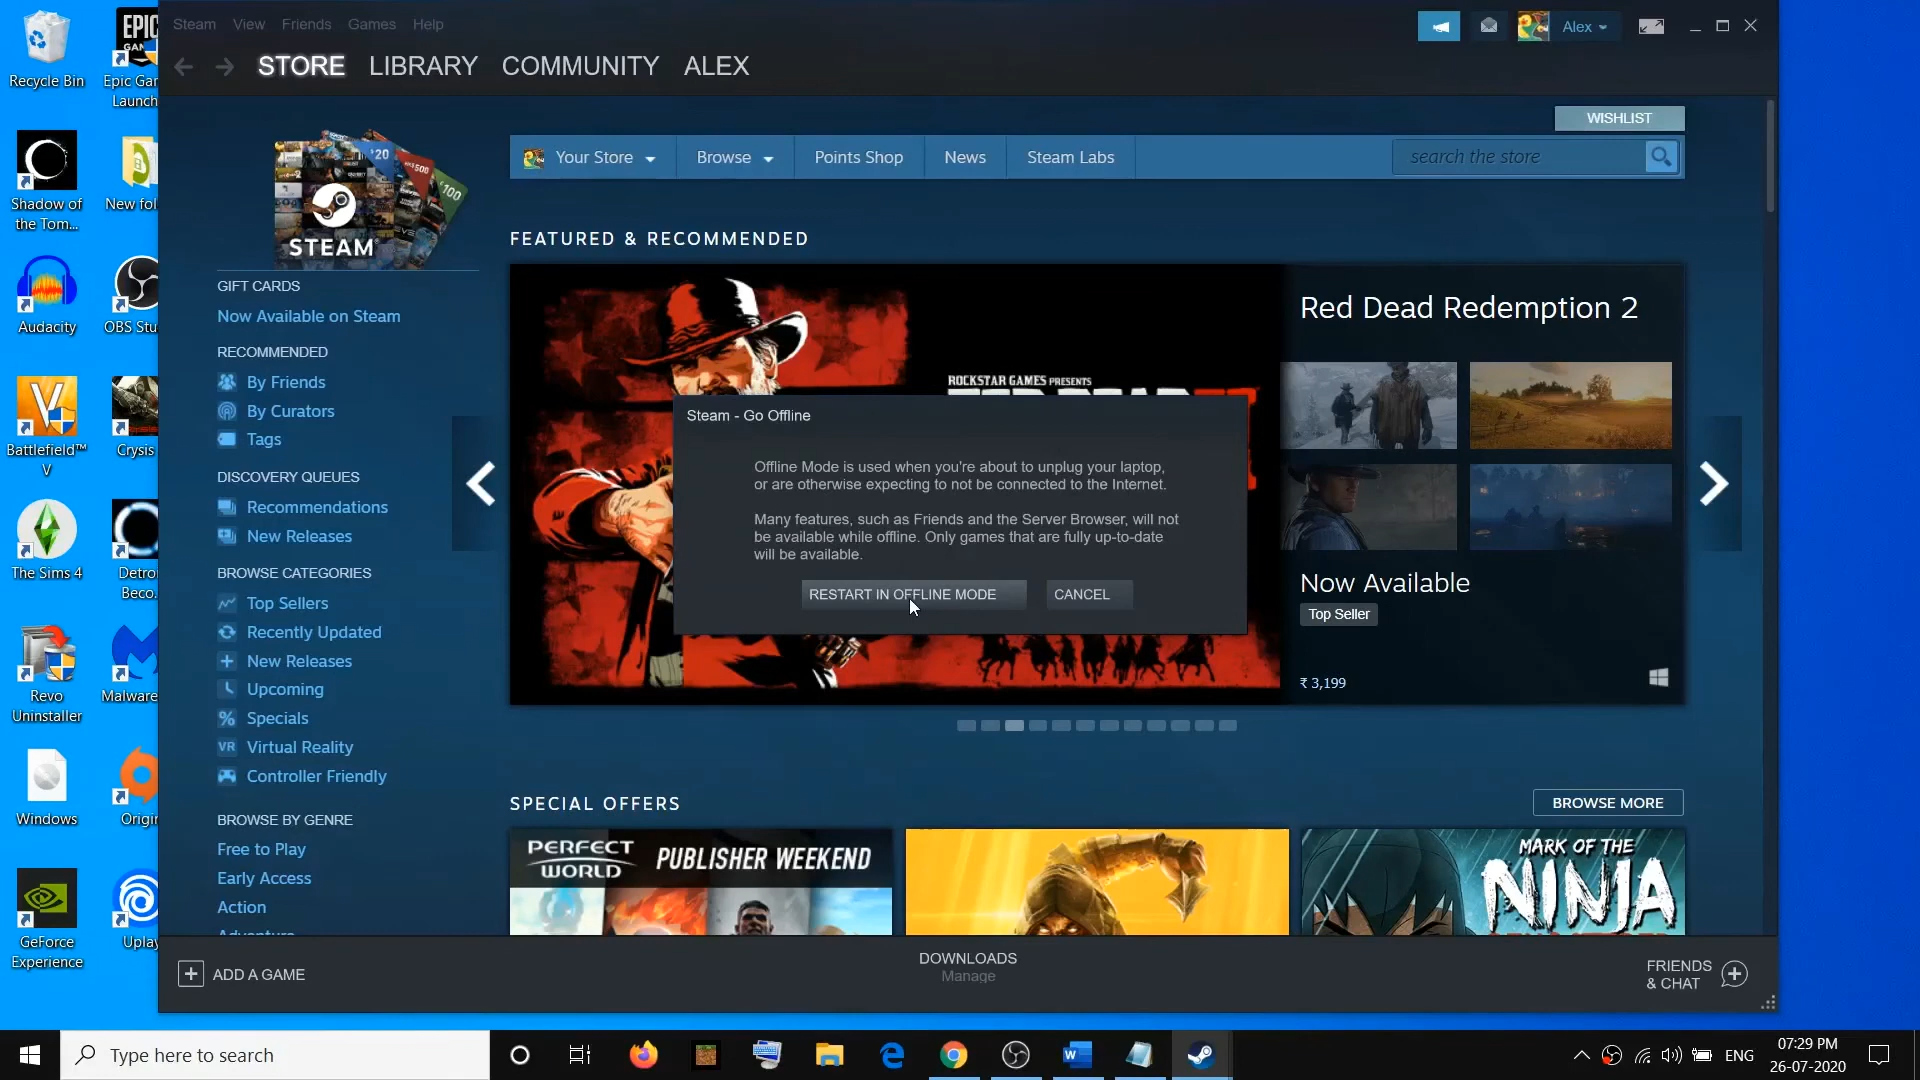 Recycle Bin
EPIC
GAN
Epic Gar
Launch
Shadow of
the Tom...
New fol
Audacity
OBS Stu
Battlefield™
V
Crysis
The Sims 4
Detro
Beco.
Revo
Uninstaller
Malware
Windows
Origin
GeForce
Experience
Uplay
Steam
View
Friends
Games
Help
Alex
STORE
LIBRARY
COMMUNITY
ALEX
WISHLIST
Your Store
Browse
Points Shop
News
Steam Labs
search the store
$20
$500
100
STEAM
GIFT CARDS
Now Available on Steam
RECOMMENDED
By Friends
By Curators
Tags
DISCOVERY QUEUES
Recommendations
New Releases
BROWSE CATEGORIES
Top Sellers
Recently Updated
New Releases
Upcoming
Specials
VR Virtual Reality
Controller Friendly
BROWSE BY GENRE
Free to Play
Early Access
Action
Adventure
FEATURED & RECOMMENDED
ROCKSTAR GAMES PRESENTS
Red Dead Redemption 2
Now Available
Top Seller
₹ 3,199
Steam - Go Offline
Offline Mode is used when you're about to unplug your laptop,
or are otherwise expecting to not be connected to the Internet.
Many features, such as Friends and the Server Browser, will not
be available while offline. Only games that are fully up-to-date
will be available.
RESTART IN OFFLINE MODE
CANCEL
SPECIAL OFFERS
BROWSE MORE
PERFECT
WORLD
PUBLISHER WEEKEND
MARK OF THE
NINJA
ADD A GAME
DOWNLOADS
Manage
FRIENDS
& CHAT
Type here to search
ENG
07:29 PM
26-07-2020